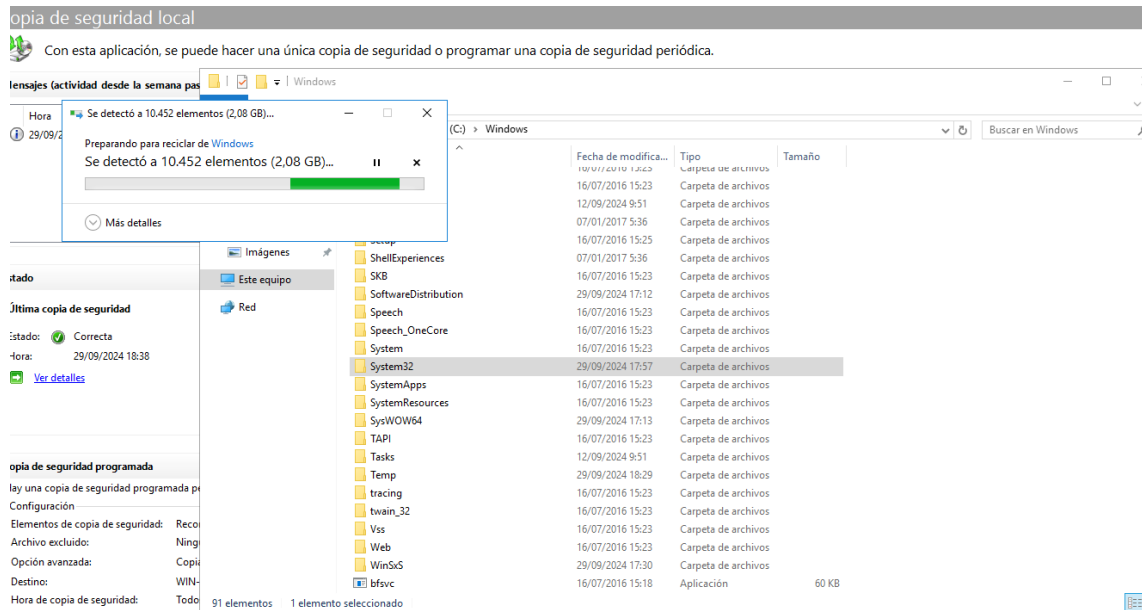 opia de seguridad local
Con esta aplicación, se puede hacer una única copia de seguridad o programar una copia de seguridad periódica.
lensajes (actividad desde la semana pas
Windows
Hora
29/09/2
Se detectó a 10.452 elementos (2,08 GB)...
Preparando para reciclar de Windows
Se detectó a 10.452 elementos (2,08 GB)...
Más detalles
(C:) > Windows
Buscar en Windows
Fecha de modifica... Tipo Tamaño
16/07/2016 15:23 Carpeta de archivos
16/07/2016 15:23 Carpeta de archivos
12/09/2024 9:51 Carpeta de archivos
07/01/2017 5:36 Carpeta de archivos
Setup 16/07/2016 15:25 Carpeta de archivos
ShellExperiences 07/01/2017 5:36 Carpeta de archivos
SKB 16/07/2016 15:23 Carpeta de archivos
SoftwareDistribution 29/09/2024 17:12 Carpeta de archivos
Speech 16/07/2016 15:23 Carpeta de archivos
Speech_OneCore 16/07/2016 15:23 Carpeta de archivos
System 16/07/2016 15:23 Carpeta de archivos
System32 29/09/2024 17:57 Carpeta de archivos
SystemApps 16/07/2016 15:23 Carpeta de archivos
SystemResources 16/07/2016 15:23 Carpeta de archivos
SysWOW64 29/09/2024 17:13 Carpeta de archivos
TAPI 16/07/2016 15:23 Carpeta de archivos
Tasks 12/09/2024 9:51 Carpeta de archivos
Temp 29/09/2024 18:29 Carpeta de archivos
tracing 16/07/2016 15:23 Carpeta de archivos
twain_32 16/07/2016 15:23 Carpeta de archivos
Vss 16/07/2016 15:23 Carpeta de archivos
Web 16/07/2016 15:23 Carpeta de archivos
WinSxS 29/09/2024 17:30 Carpeta de archivos
bfsvc 16/07/2016 15:18 Aplicación 60 KB
Imágenes
Este equipo
Red
91 elementos 1 elemento seleccionado
stado
Última copia de seguridad
Estado: Correcta
Hora: 29/09/2024 18:38
Ver detalles
opia de seguridad programada
lay una copia de seguridad programada pe
Configuración
Elementos de copia de seguridad: Reco
Archivo excluido: Ning
Opción avanzada: Copia
Destino: WIN-
Hora de copia de seguridad: Todo